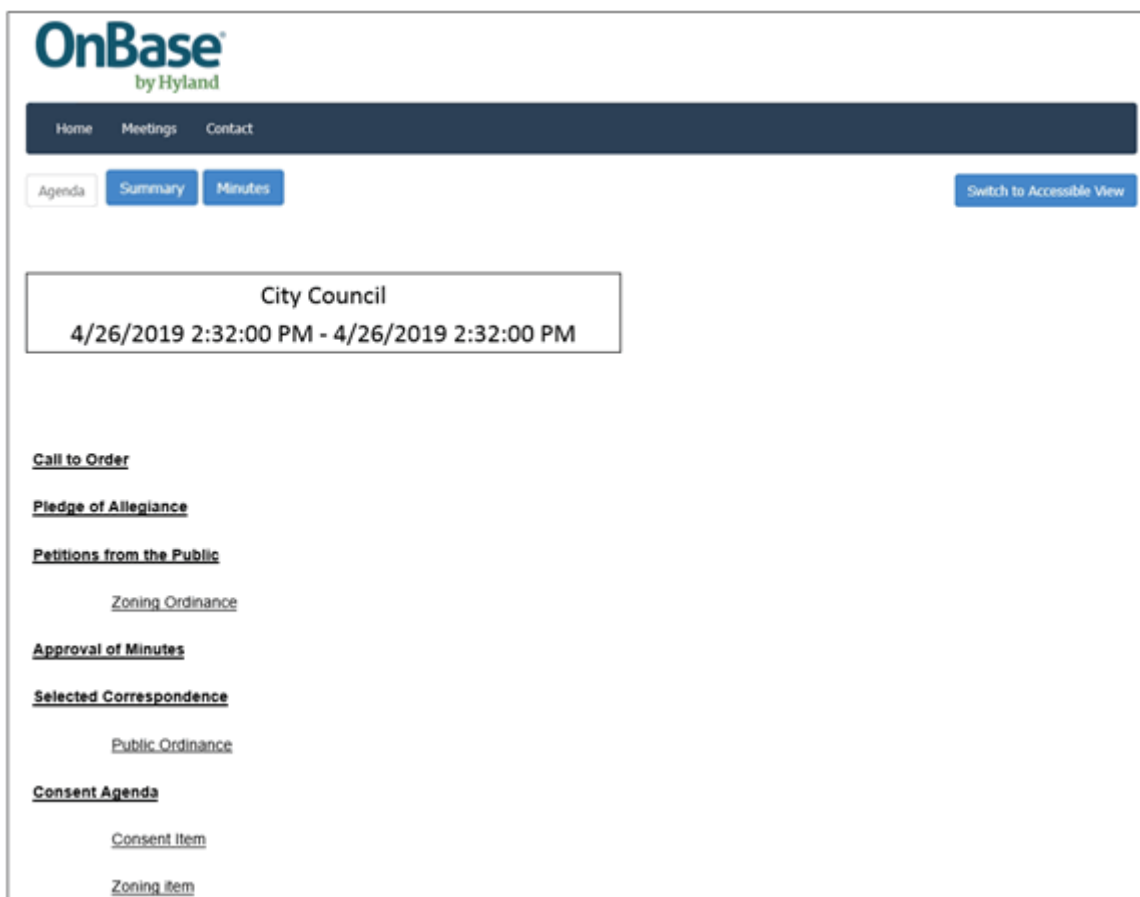 OnBase
by Hyland
Home Meetings Contact
Agenda Summary Minutes Switch to Accessible View
City Council
4/26/2019 2:32:00 PM - 4/26/2019 2:32:00 PM
Call to Order
Pledge of Allegiance
Petitions from the Public
Zoning Ordinance
Approval of Minutes
Selected Correspondence
Public Ordinance
Consent Agenda
Consent Item
Zoning item